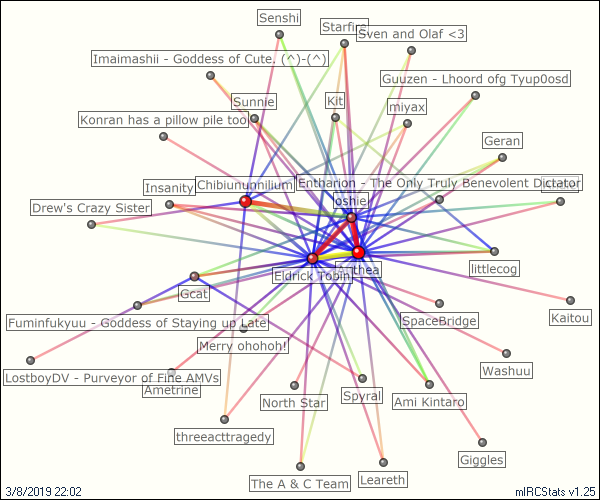 Senshi
Starfire
Sven and Olaf <3
Imaimashii - Goddess of Cute. (^)-(^)
Guuzen - Lhoord ofg Tyup0osd
Sunnie
Kit
miyax
Konran has a pillow pile too
Geran
Chibiunumilium
Entharion - The Only Truly Benevolent Dictator
Insanity
oshie
Drew's Crazy Sister
Eldrick Tobin
thea
littlecog
Gcat
Fuminfukyuu - Goddess of Staying up Late
SpaceBridge
Kaitou
Merry ohohoh!
Washuu
LostboyDV - Purveyor of Fine AMVs
Ametrine
North Star
Spyral
Ami Kintaro
threeacttragedy
Giggles
The A & C Team
Leareth
3/8/2019 22:02
mIRCStats v1.25